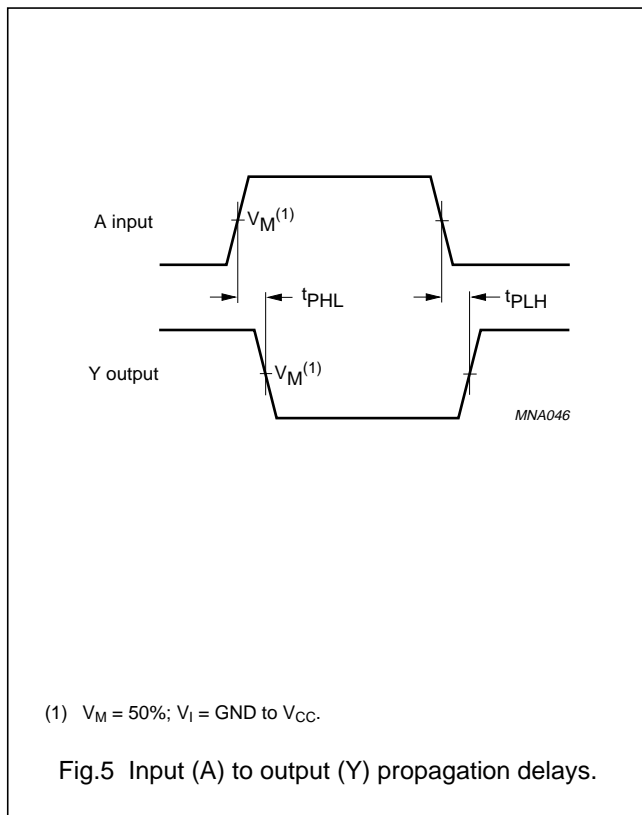 A input
V_M(1)
t_PHL
t_PLH
Y output
V_M(1)
MNA046
(1) V_M = 50%; V_I = GND to V_CC.
Fig.5 Input (A) to output (Y) propagation delays.